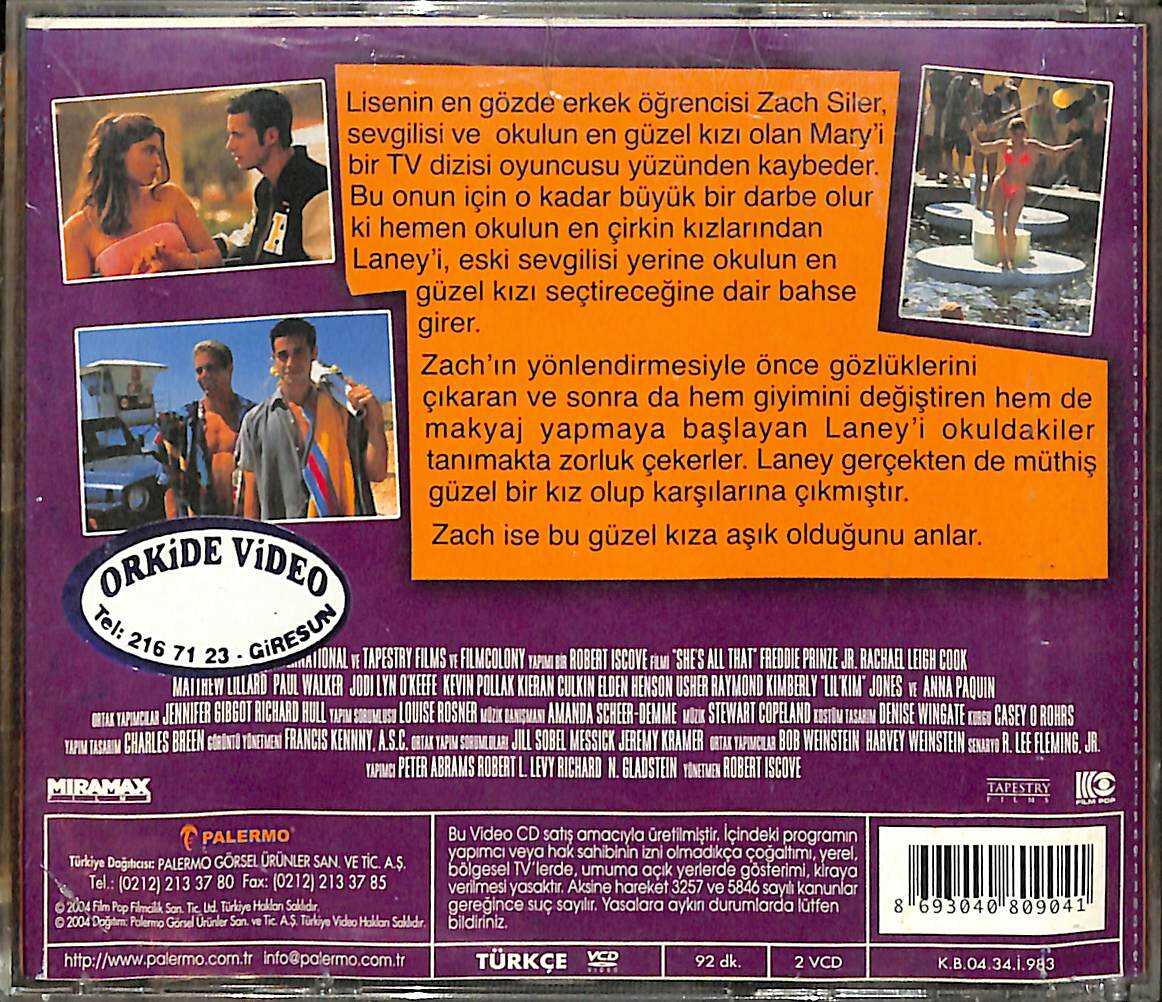 Lisenin en gözde erkek öğrencisi Zach Siler,
sevgilisi ve okulun en güzel kızı olan Mary'i
bir TV dizisi oyuncusu yüzünden kaybeder.
Bu onun için o kadar büyük bir darbe olur
ki hemen okulun en çirkin kızlarından
Laney'i, eski sevgilisi yerine okulun en
güzel kızı seçtireceğine dair bahse
girer.
Zach'ın yönlendirmesiyle önce gözlüklerini
çıkaran ve sonra da hem giyimini değiştiren hem de
makyaj yapmaya başlayan Laney'i okuldakiler
tanımakta zorluk çekerler. Laney gerçekten de müthiş
güzel bir kız olup karşılarına çıkmıştır.
Zach ise bu güzel kıza aşık olduğunu anlar.
ORKİDE VİDEO
Tel: 216 71 23 - GİRESUN
VE TAPESTRY FILMS VE FILMCOLONY YAPIMI BİR ROBERT ISCOVE FİLMİ "SHE'S ALL THAT" FREDDIE PRINZE JR. RACHAEL LEIGH COOK
MATTHEW LILLARD PAUL WALKER JODI LYN O'KEEFE KEVIN POLLAK KIERAN CULKIN ELDEN HENSON USHER RAYMOND KIMBERLY "LIL'KIM" JONES VE ANNA PAQUIN
ORTAK YAPIMCILAR JENNIFER GIBGOT RICHARD HULL YAPIM SORUMLUSU LOUISE ROSNER MÜZİK DANIŞMANI AMANDA SCHEER-DEMME MÜZİK STEWART COPELAND KOSTÜM TASARIM DENISE WINGATE KURGU CASEY O ROHRS
YAPIM TASARIM CHARLES BREEN GÖRÜNTÜ YÖNETMENİ FRANCIS KENNNY, A.S.C. ORTAK YAPIM SORUMLULARI JILL SOBEL MESSICK JEREMY KRAMER ORTAK YAPIMCILAR BOB WEINSTEIN HARVEY WEINSTEIN SENARYO R. LEE FLEMING, JR.
YAPIMCI PETER ABRAMS ROBERT L. LEVY RICHARD N. GLADSTEIN YÖNETMEN ROBERT ISCOVE
MIRAMAX
FILMS
TAPESTRY
FILMS
FILM POP
PALERMO
Türkiye Dağıtıcısı: PALERMO GÖRSEL ÜRÜNLER SAN. VE TİC. A.Ş.
Tel.: (0212) 213 37 80 Fax: (0212) 213 37 85
© 2004 Film Pop Filmcilik San. Tic. Ltd. Türkiye Hakları Saklıdır.
© 2004 Dağıtım: Palermo Görsel Ürünler San. ve Tic. A.Ş. Türkiye Video Hakları Saklıdır.
Bu Video CD satış amacıyla üretilmiştir. İçindeki programın
yapımcı veya hak sahibinin izni olmadıkça çoğaltımı, yerel,
bölgesel TV'lerde, umuma açık yerlerde gösterimi, kiraya
verilmesi yasaktır. Aksine hareket 3257 ve 5846 sayılı kanunlar
gereğince suç sayılır. Yasalara aykırı durumlarda lütfen
bildiriniz.
8 693040 809041
http://www.palermo.com.tr info@palermo.com.tr
TÜRKÇE
VCD
VIDEO
92 dk.
2 VCD
K.B.04.34.İ.983